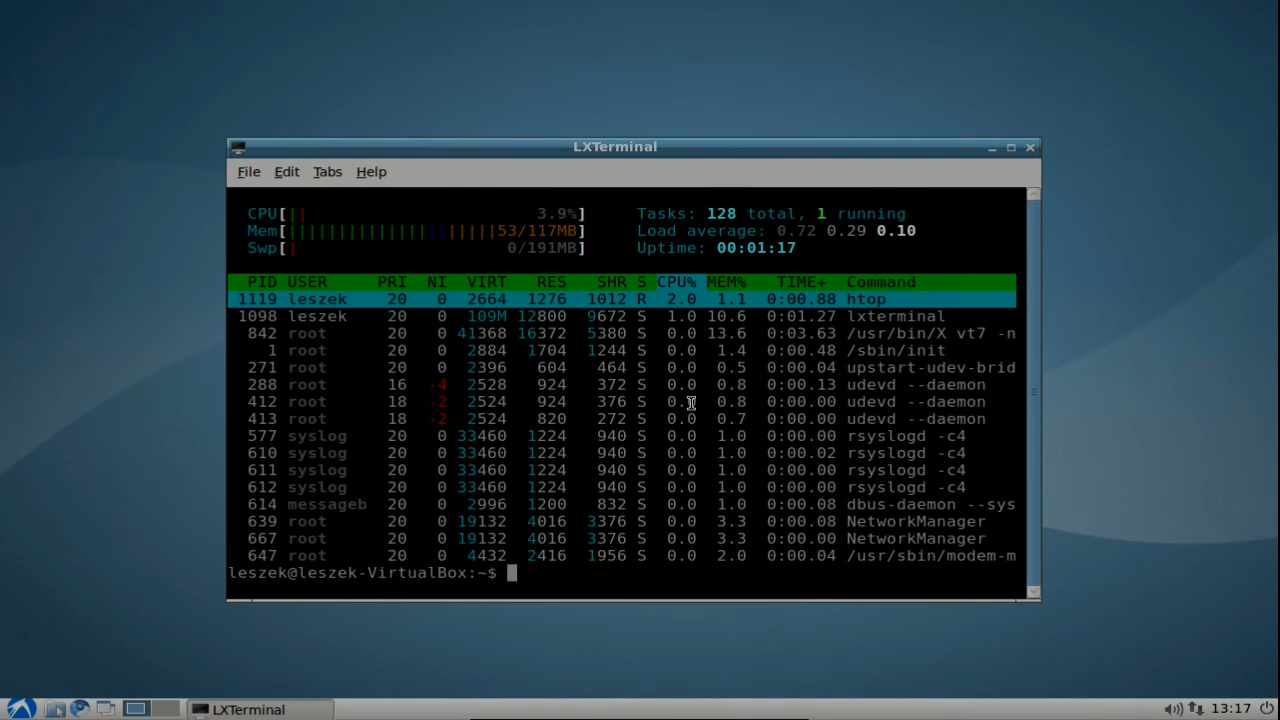 LXTerminal
File Edit Tabs Help
CPU[|| 3.9%] Tasks: 128 total, 1 running
Mem[|||||||||||||||||||||53/117MB] Load average: 0.72 0.29 0.10
Swp[| 0/191MB] Uptime: 00:01:17
PID USER PRI NI VIRT RES SHR S CPU% MEM% TIME+ Command
1119 leszek 20 0 2664 1276 1012 R 2.0 1.1 0:00.88 htop
1098 leszek 20 0 109M 12800 9672 S 1.0 10.6 0:01.27 lxterminal
842 root 20 0 41368 16372 5380 S 0.0 13.6 0:03.63 /usr/bin/X vt7 -n
1 root 20 0 2884 1704 1244 S 0.0 1.4 0:00.48 /sbin/init
271 root 20 0 2396 604 464 S 0.0 0.5 0:00.04 upstart-udev-brid
288 root 16 -4 2528 924 372 S 0.0 0.8 0:00.13 udevd --daemon
412 root 18 -2 2524 924 376 S 0.0 0.8 0:00.00 udevd --daemon
413 root 18 -2 2524 820 272 S 0.0 0.7 0:00.00 udevd --daemon
577 syslog 20 0 33460 1224 940 S 0.0 1.0 0:00.00 rsyslogd -c4
610 syslog 20 0 33460 1224 940 S 0.0 1.0 0:00.02 rsyslogd -c4
611 syslog 20 0 33460 1224 940 S 0.0 1.0 0:00.00 rsyslogd -c4
612 syslog 20 0 33460 1224 940 S 0.0 1.0 0:00.00 rsyslogd -c4
614 messageb 20 0 2996 1200 832 S 0.0 1.0 0:00.08 dbus-daemon --sys
639 root 20 0 19132 4016 3376 S 0.0 3.3 0:00.08 NetworkManager
667 root 20 0 19132 4016 3376 S 0.0 3.3 0:00.00 NetworkManager
647 root 20 0 4432 2416 1956 S 0.0 2.0 0:00.04 /usr/sbin/modem-m
leszek@leszek-VirtualBox:~$
LXTerminal 13:17